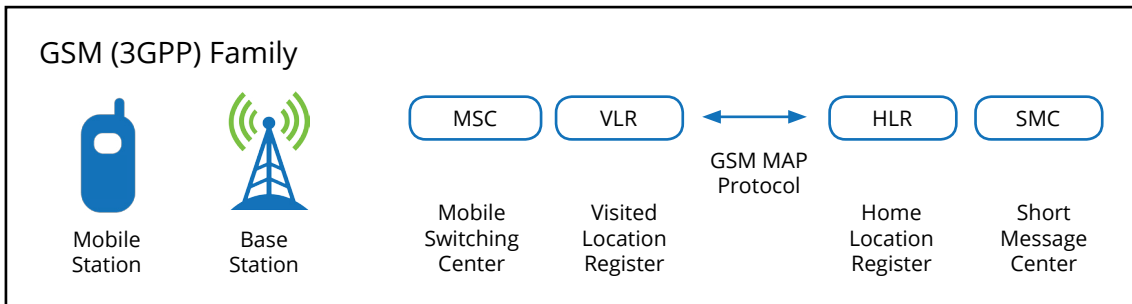 GSM (3GPP) Family
MSC
VLR
HLR
SMC
GSM MAP
Protocol
Mobile
Station
Base
Station
Mobile
Switching
Center
Visited
Location
Register
Home
Location
Register
Short
Message
Center